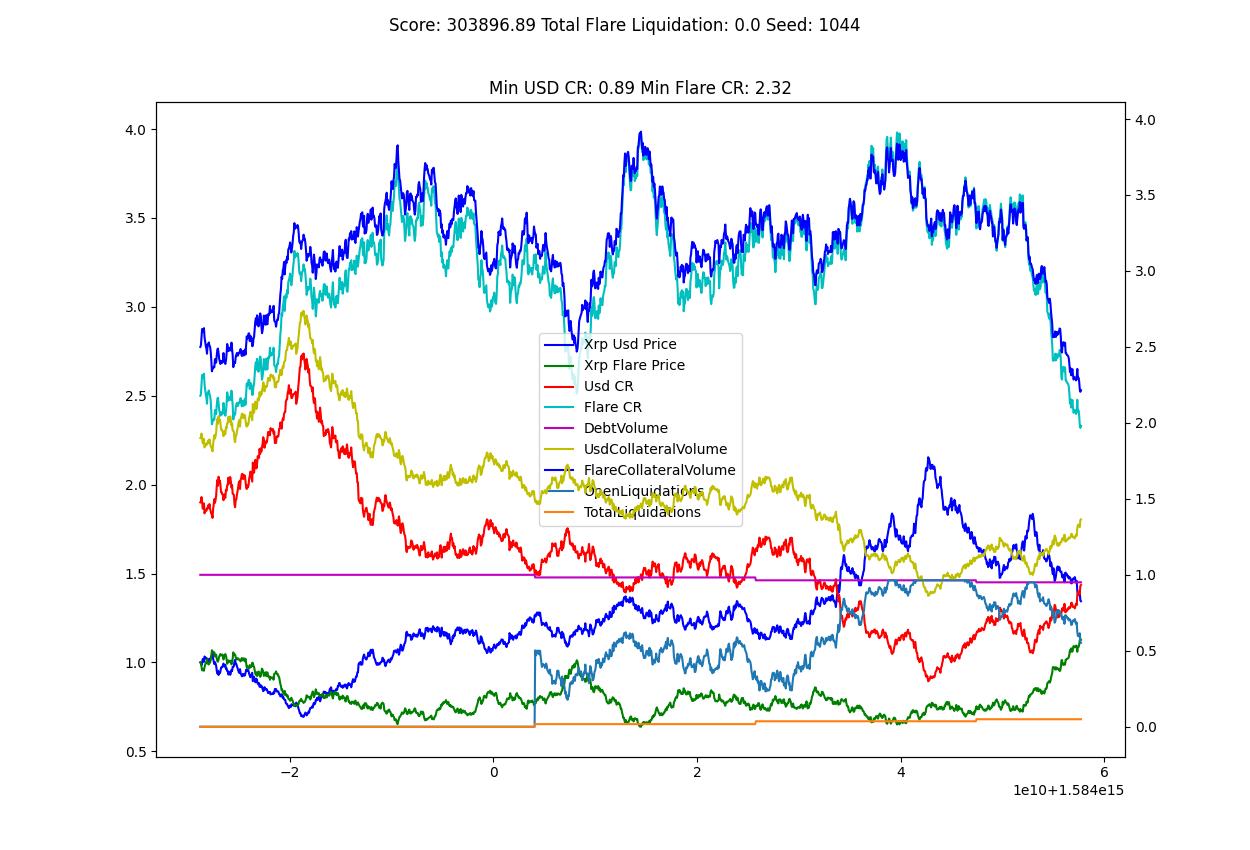 Score: 303896.89 Total Flare Liquidation: 0.0 Seed: 1044
Min USD CR: 0.89 Min Flare CR: 2.32
4.0
3.5
3.0
2.5
2.0
1.5
1.0
0.5
4.0
3.5
3.0
2.5
2.0
1.5
1.0
0.5
0.0
Xrp Usd Price
Xrp Flare Price
Usd CR
Flare CR
DebtVolume
UsdCollateralVolume
FlareCollateralVolume
OpenLiquidations
TotalLiquidations
−2
0
2
4
6
1e10+1.584e15